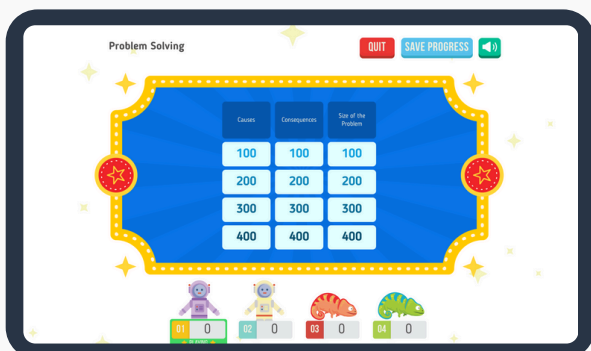 Problem Solving
QUIT
SAVE PROGRESS
Causes
Consequences
Size of the
Problem
100 100 100
200 200 200
300 300 300
400 400 400
01 0
02 0
03 0
04 0
PLAYING